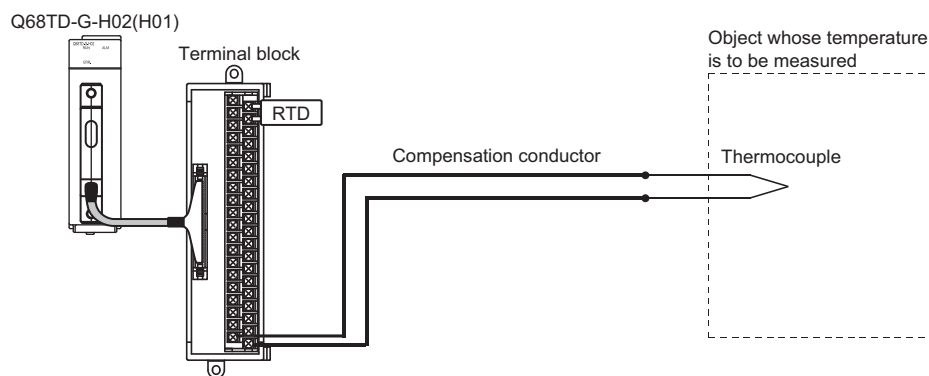 Q68TD-G-H02(H01)
Terminal block
RTD
Compensation conductor
Object whose temperature
is to be measured
Thermocouple